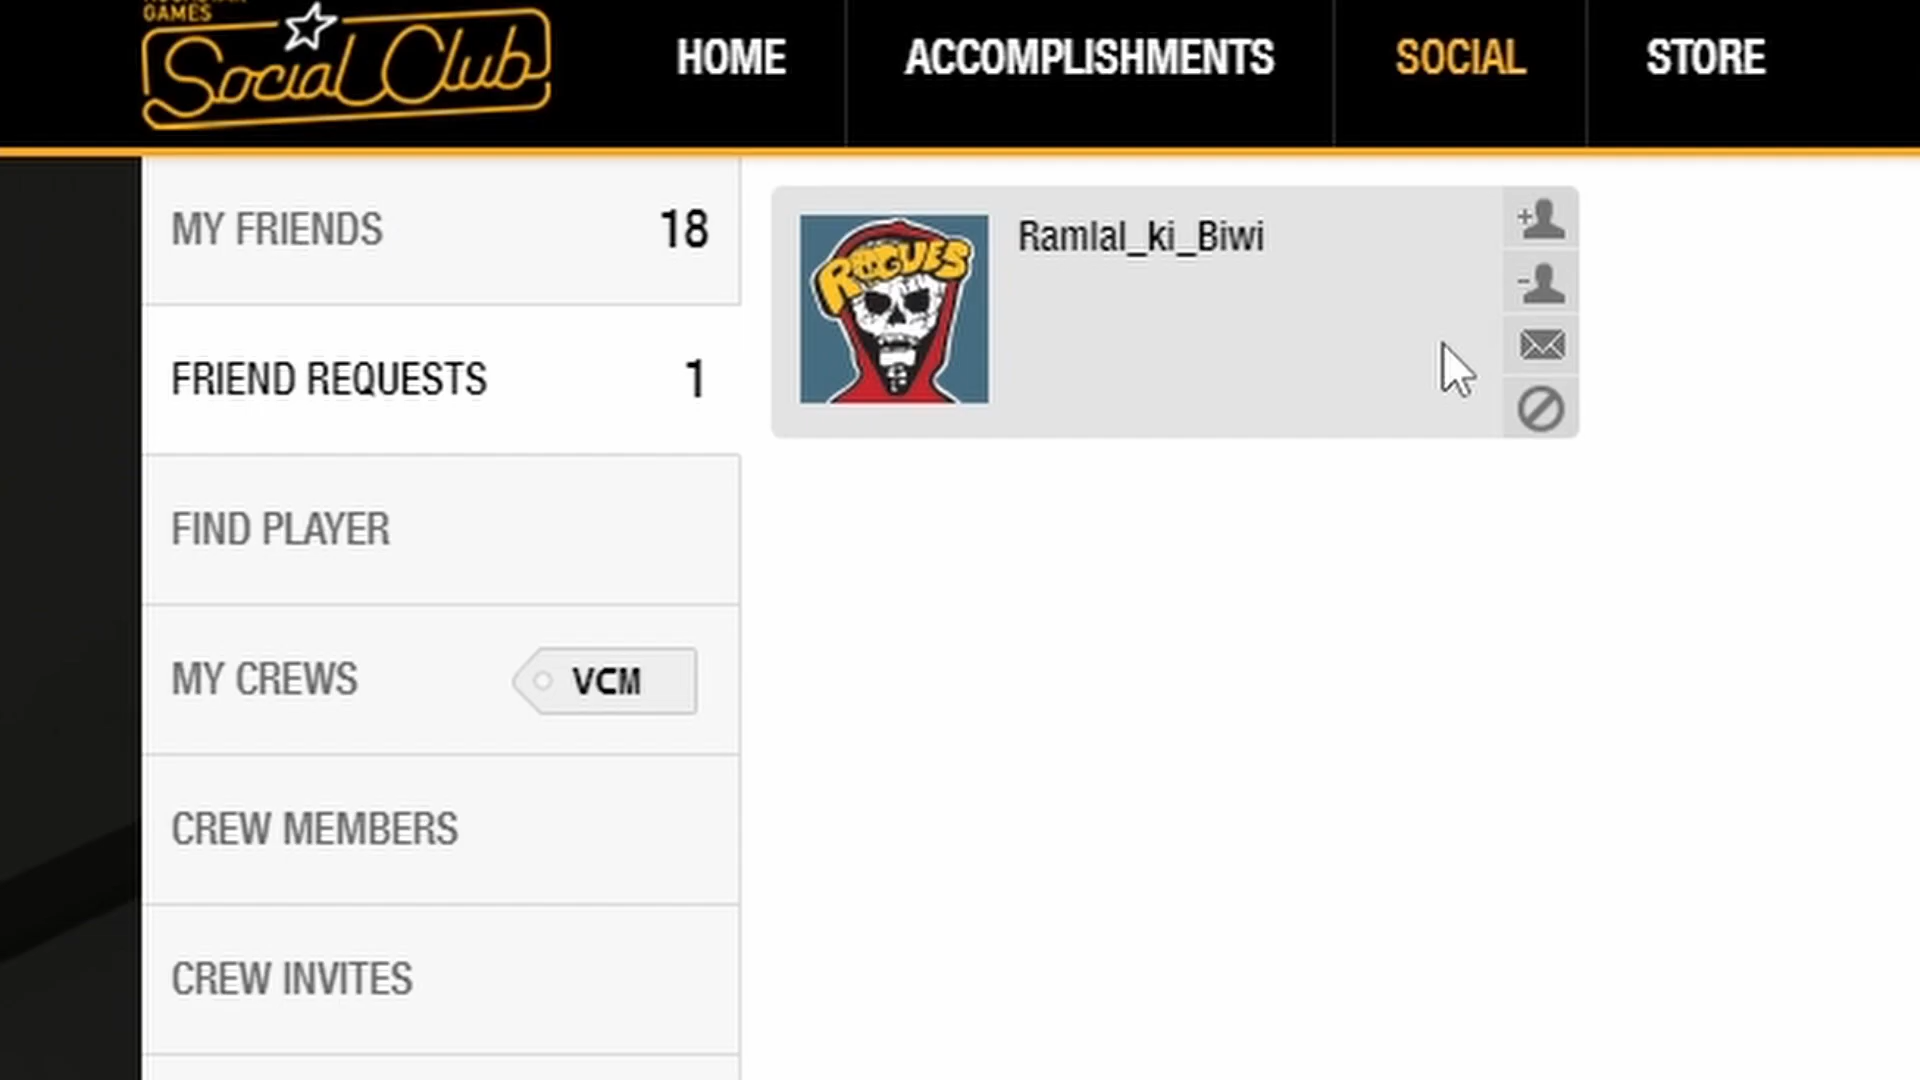 GAMES
Social Club
HOME
ACCOMPLISHMENTS
SOCIAL
STORE
MY FRIENDS 18
FRIEND REQUESTS 1
FIND PLAYER
MY CREWS VCM
CREW MEMBERS
CREW INVITES
Ramlal_ki_Biwi
ROGUES